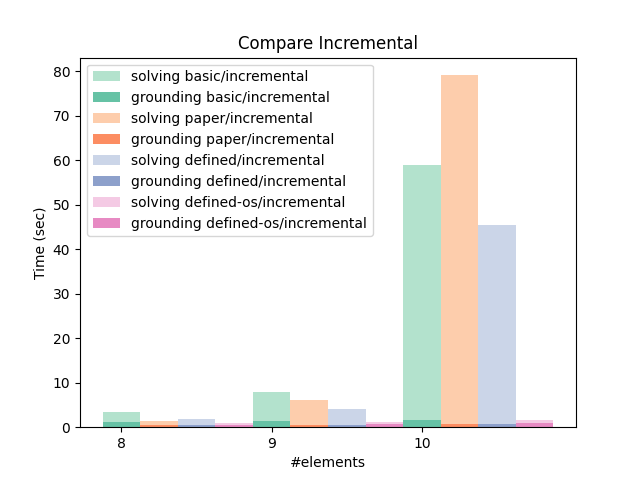 Compare Incremental
80
70
60
50
40
30
20
10
0
Time (sec)
solving basic/incremental
grounding basic/incremental
solving paper/incremental
grounding paper/incremental
solving defined/incremental
grounding defined/incremental
solving defined-os/incremental
grounding defined-os/incremental
8
9
10
#elements